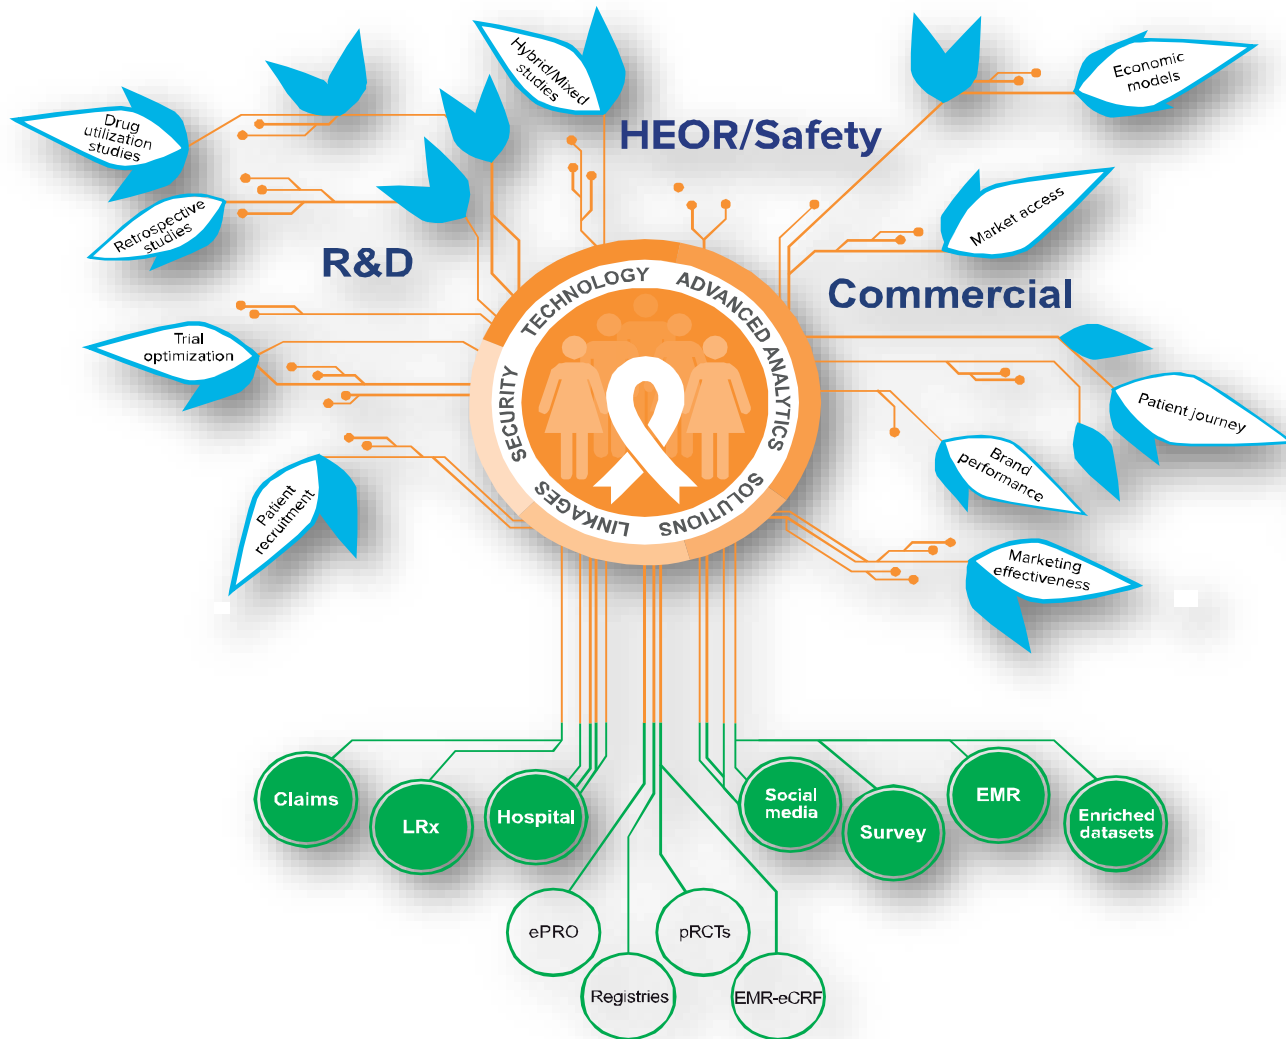 Hybrid/Mixed
studies
Economic
models
Drug
utilization
studies
HEOR/Safety
Market access
Retrospective
studies
R&D
Commercial
TECHNOLOGY
ADVANCED ANALYTICS
SECURITY
LINKAGES
SOLUTIONS
Trial
optimization
Patient journey
Brand
performance
Patient
recruitment
Marketing
effectiveness
Claims
LRx
Hospital
Social
media
Survey
EMR
Enriched
datasets
ePRO
pRCTs
Registries
EMR-eCRF